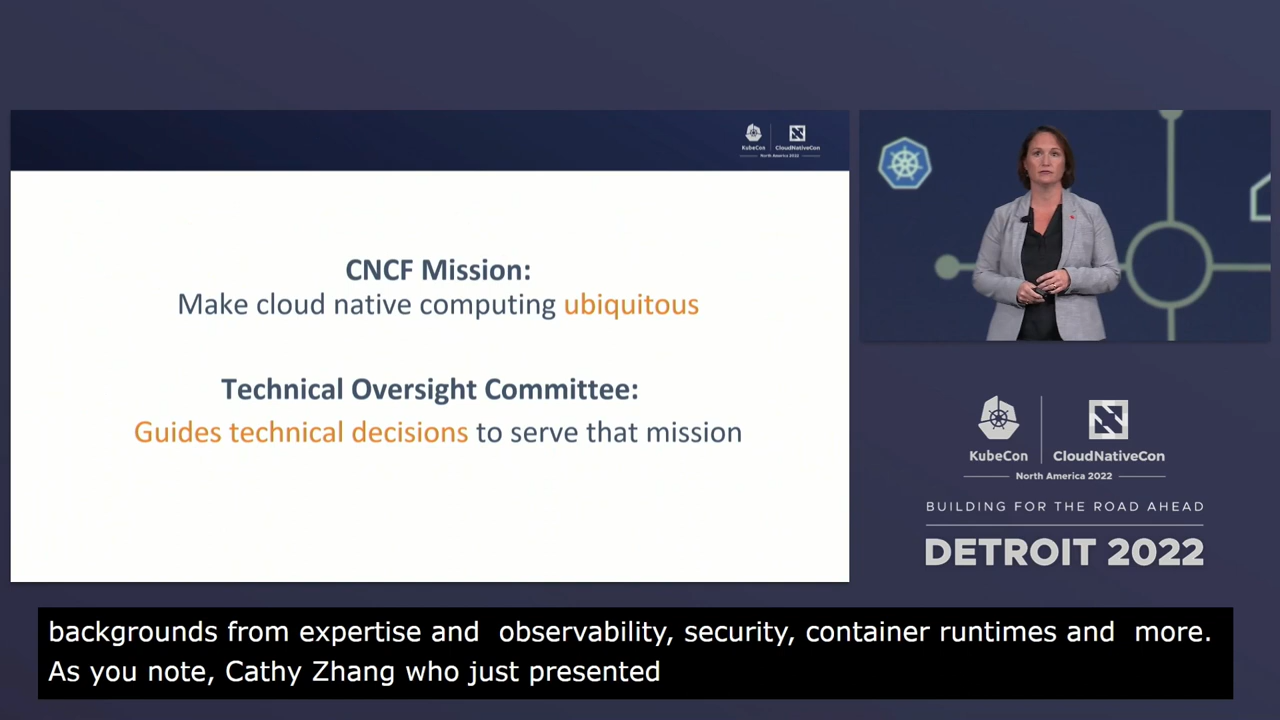 KubeCon
CloudNativeCon
North America 2022
CNCF Mission:
Make cloud native computing ubiquitous
Technical Oversight Committee:
Guides technical decisions to serve that mission
KubeCon
CloudNativeCon
North America 2022
BUILDING FOR THE ROAD AHEAD
DETROIT 2022
backgrounds from expertise and observability, security, container runtimes and more.
As you note, Cathy Zhang who just presented